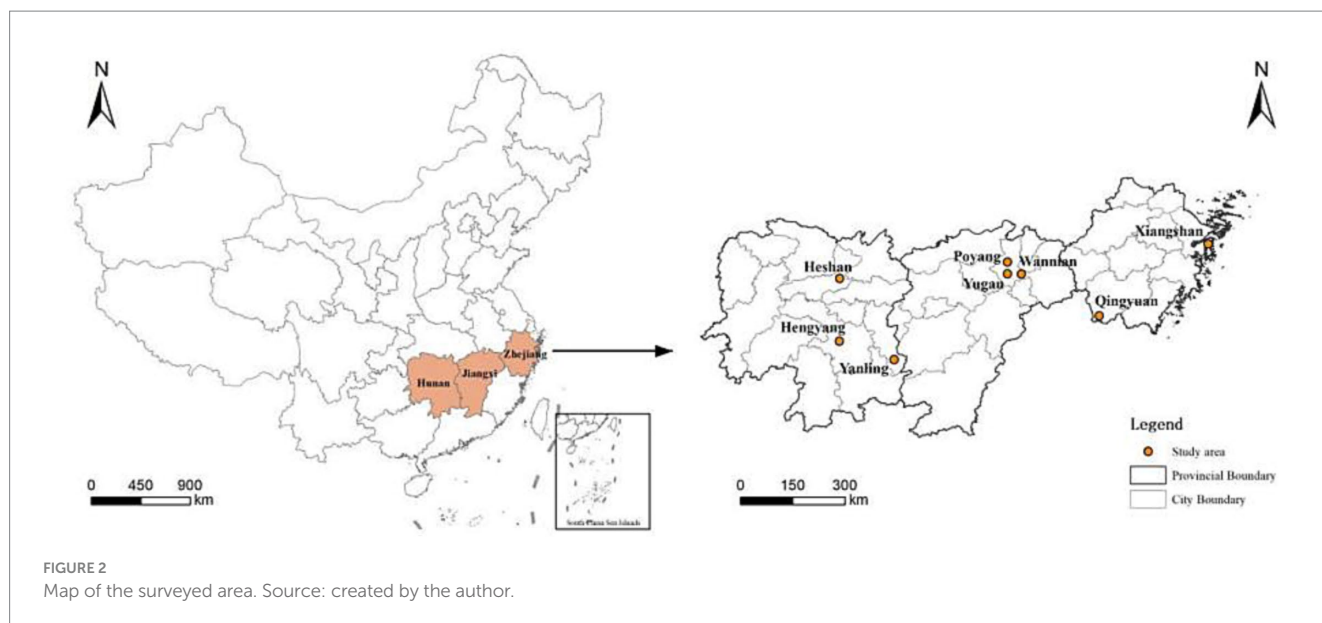 N
N
Xiangshan
Poyang
Wannian
Heshan
Yugan
Qingyuan
Hengyang
Zhejiang
Yanling
Jiangxi
Hunan
Legend
Study area
Provincial Boundary
City Boundary
0 450 900
km
0 150 300
km
South China Sea Islands
FIGURE 2
Map of the surveyed area. Source: created by the author.